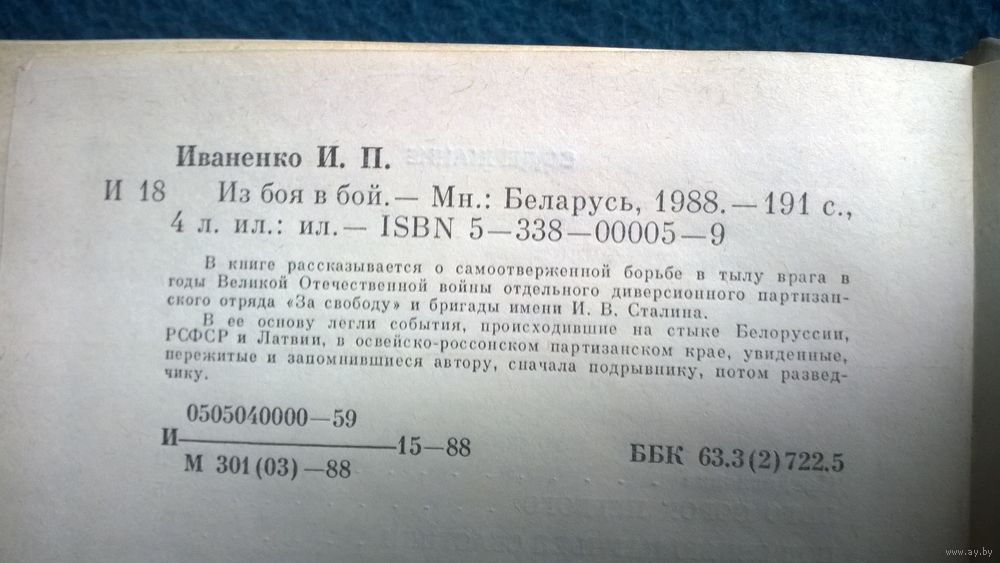 Иваненко И. П.
И 18 Из боя в бой.— Мн.: Беларусь, 1988.—191 с.,
4 л. ил.: ил.— ISBN 5—338—00005—9
В книге рассказывается о самоотверженной борьбе в тылу врага в
годы Великой Отечественной войны отдельного диверсионного партизан-
ского отряда «За свободу» и бригады имени И. В. Сталина.
В ее основу легли события, происходившие на стыке Белоруссии,
РСФСР и Латвии, в освейско-россонском партизанском крае, увиденные,
пережитые и запомнившиеся автору, сначала подрывнику, потом развед-
чику.
0505040000—59
И—————15—88
М 301(03)—88
ББК 63.3(2)722.5
www.ay.by